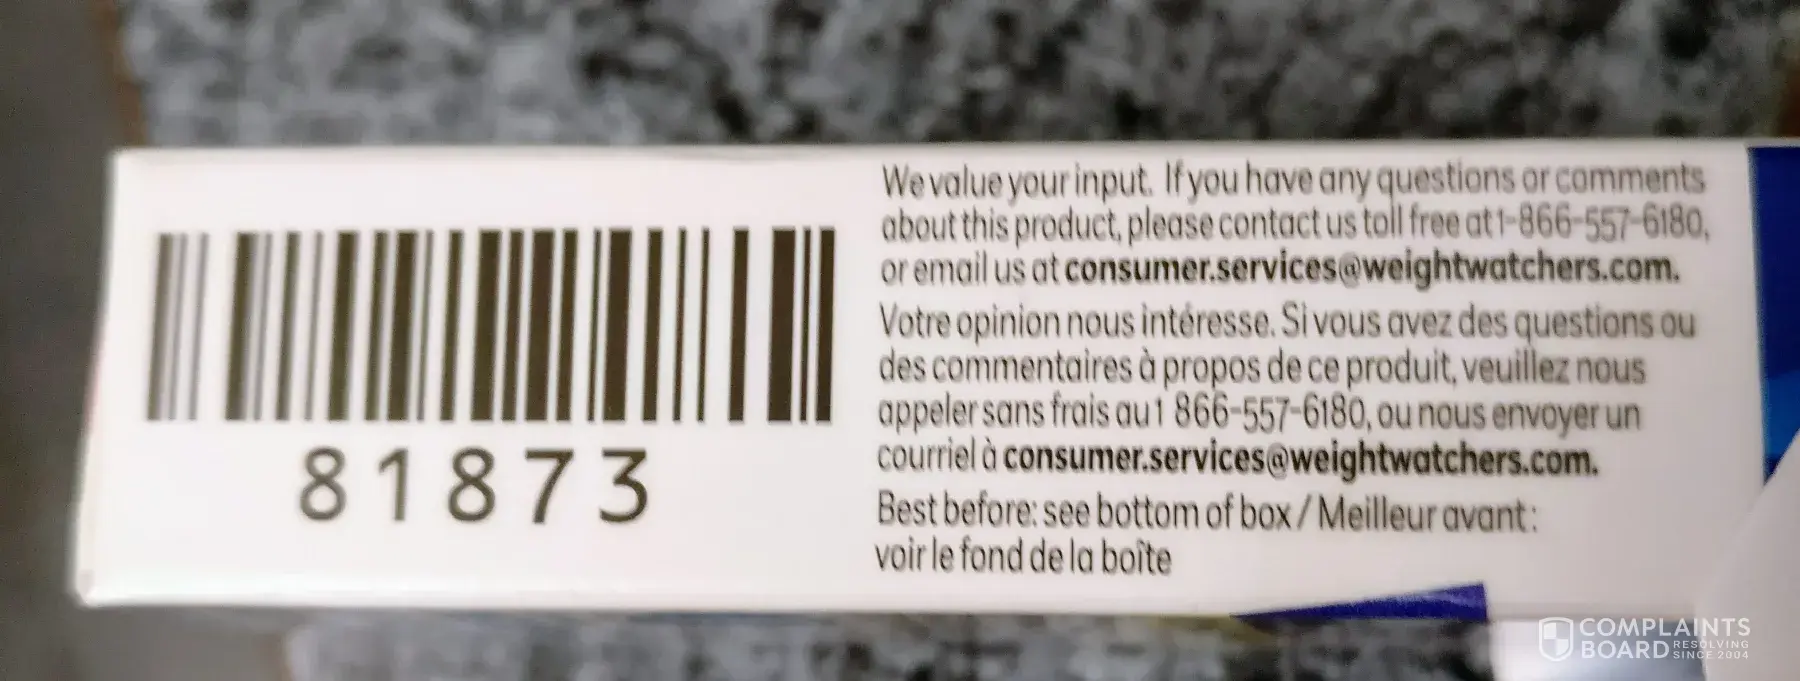 We value your input. If you have any questions or comments
about this product, please contact us toll free at 1-866-557-6180,
or email us at consumer.services@weightwatchers.com.
Votre opinion nous intéresse. Si vous avez des questions ou
des commentaires à propos de ce produit, veuillez nous
appeler sans frais au 1 866-557-6180, ou nous envoyer un
courriel à consumer.services@weightwatchers.com.
Best before: see bottom of box / Meilleur avant :
voir le fond de la boîte
81873
COMPLAINTS
BOARD RESOLVING
SINCE 2004